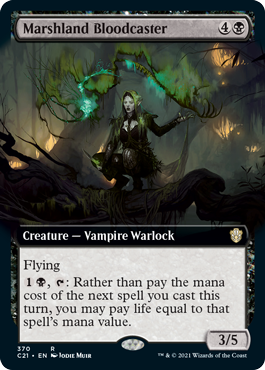 Marshland Bloodcaster 4
Creature — Vampire Warlock
Flying
1 , : Rather than pay the mana
cost of the next spell you cast this
turn, you may pay life equal to that
spell's mana value.
370 R
C21 • EN Jodie Muir
3/5
™ & © 2021 Wizards of the Coast